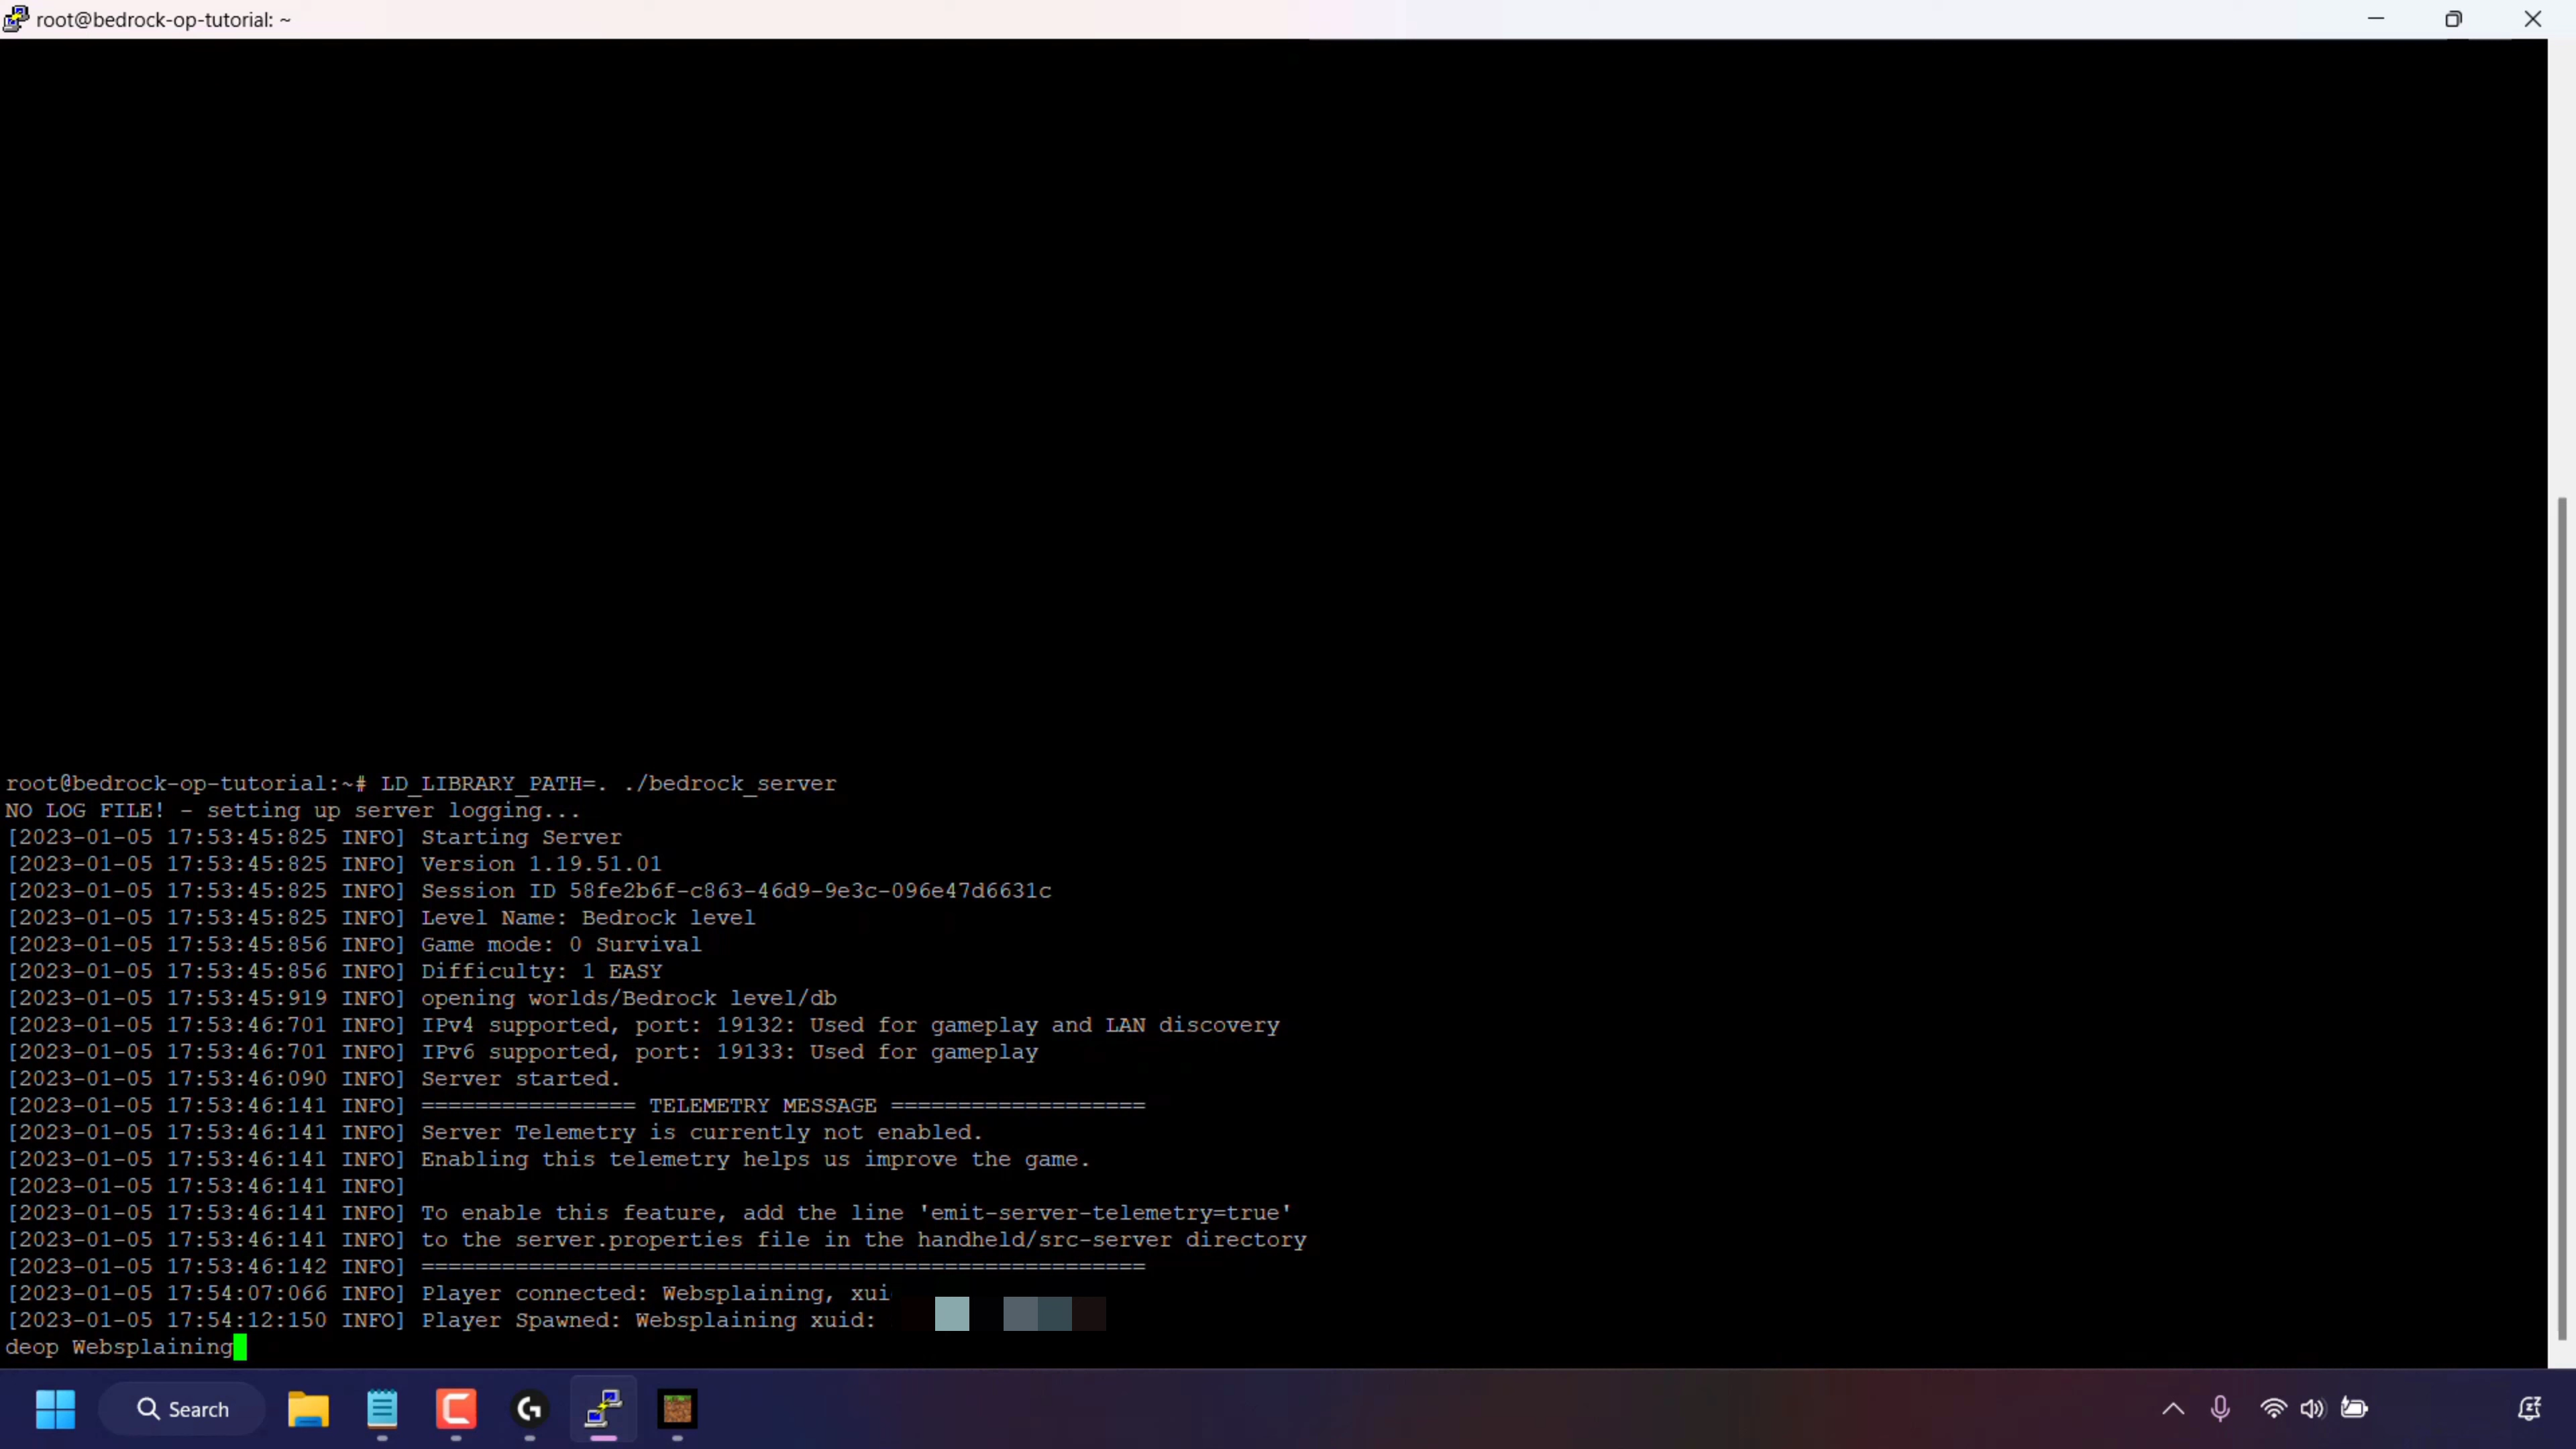 root@bedrock-op-tutorial: ~
root@bedrock-op-tutorial:~# LD_LIBRARY_PATH=. ./bedrock_server
NO LOG FILE! - setting up server logging...
[2023-01-05 17:53:45:825 INFO] Starting Server
[2023-01-05 17:53:45:825 INFO] Version 1.19.51.01
[2023-01-05 17:53:45:825 INFO] Session ID 58fe2b6f-c863-46d9-9e3c-096e47d6631c
[2023-01-05 17:53:45:825 INFO] Level Name: Bedrock level
[2023-01-05 17:53:45:856 INFO] Game mode: 0 Survival
[2023-01-05 17:53:45:856 INFO] Difficulty: 1 EASY
[2023-01-05 17:53:45:919 INFO] opening worlds/Bedrock level/db
[2023-01-05 17:53:46:701 INFO] IPv4 supported, port: 19132: Used for gameplay and LAN discovery
[2023-01-05 17:53:46:701 INFO] IPv6 supported, port: 19133: Used for gameplay
[2023-01-05 17:53:46:090 INFO] Server started.
[2023-01-05 17:53:46:141 INFO] ================ TELEMETRY MESSAGE ===================
[2023-01-05 17:53:46:141 INFO] Server Telemetry is currently not enabled.
[2023-01-05 17:53:46:141 INFO] Enabling this telemetry helps us improve the game.
[2023-01-05 17:53:46:141 INFO]
[2023-01-05 17:53:46:141 INFO] To enable this feature, add the line 'emit-server-telemetry=true'
[2023-01-05 17:53:46:141 INFO] to the server.properties file in the handheld/src-server directory
[2023-01-05 17:53:46:142 INFO] ======================================================
[2023-01-05 17:54:07:066 INFO] Player connected: Websplaining, xui
[2023-01-05 17:54:12:150 INFO] Player Spawned: Websplaining xuid:
deop Websplaining
Search